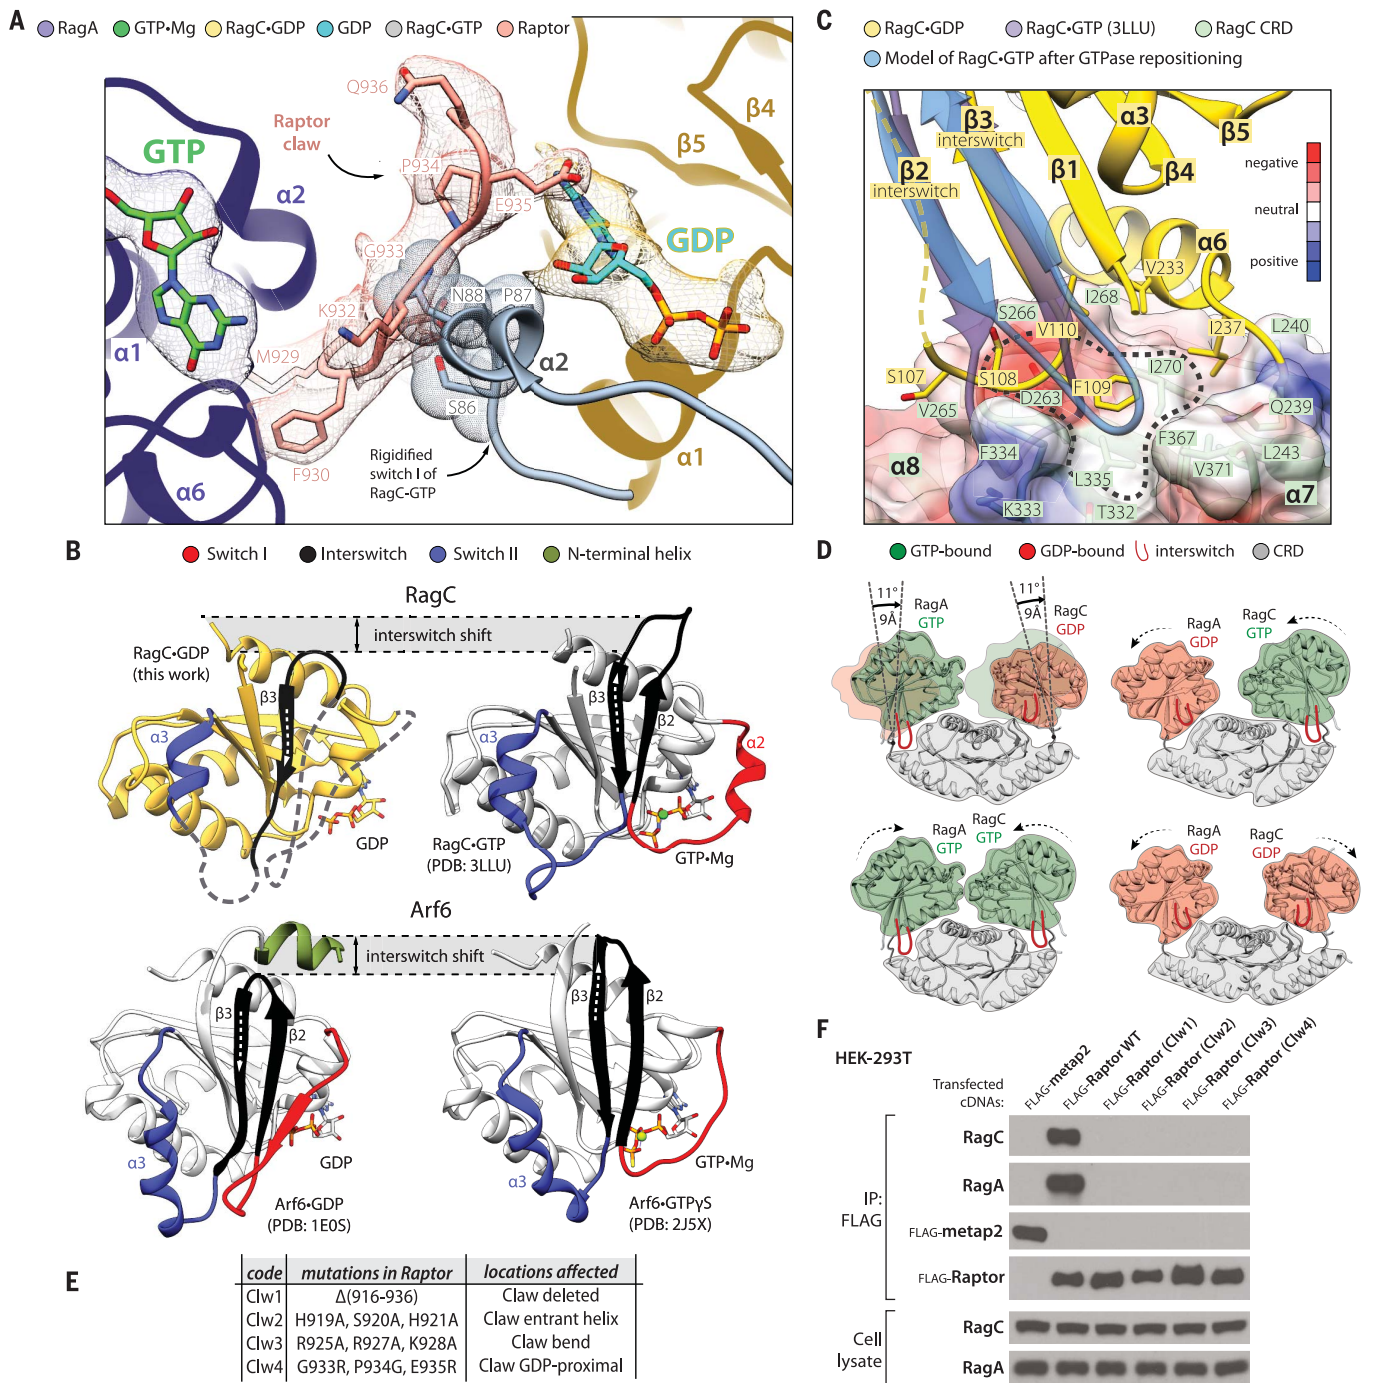 A
RagA GTP•Mg RagC•GDP GDP RagC•GTP Raptor
Q936
Raptor
claw
GTP
α2
P934
E935
β4
β5
G933
GDP
N88 P87
K932
α1
M929
α2
S86
F930
Rigidified
switch I of
RagC-GTP
α1
α6
B
Switch I Interswitch Switch II N-terminal helix
RagC
interswitch shift
RagC•GDP
(this work)
β3
α3
GDP
β3
β2
α3
α2
RagC•GTP
(PDB: 3LLU)
GTP•Mg
Arf6
interswitch shift
β3
β2
α3
GDP
Arf6•GDP
(PDB: 1E0S)
β3
β2
α3
GTP•Mg
Arf6•GTPγS
(PDB: 2J5X)
E
code mutations in Raptor locations affected
Clw1 Δ(916-936) Claw deleted
Clw2 H919A, S920A, H921A Claw entrant helix
Clw3 R925A, R927A, K928A Claw bend
Clw4 G933R, P934G, E935R Claw GDP-proximal
C
RagC•GDP RagC•GTP (3LLU) RagC CRD
Model of RagC•GTP after GTPase repositioning
β3
interswitch
α3
β5
β2
interswitch
β1
β4
negative
neutral
positive
α6
V233
I268
S266
V110
I237
L240
S107
S108
I270
F109
D263
V265
Q239
F334
F367
L243
α8
V371
L335
K333
T332
α7
D
GTP-bound GDP-bound interswitch CRD
11°
9Å
RagA
GTP
11°
9Å
RagC
GDP
RagA
GDP
RagC
GTP
RagA
GTP
RagC
GTP
RagA
GDP
RagC
GDP
F
HEK-293T
Transfected
cDNAs:
FLAG-metap2
FLAG-Raptor WT
FLAG-Raptor (Clw1)
FLAG-Raptor (Clw2)
FLAG-Raptor (Clw3)
FLAG-Raptor (Clw4)
IP:
FLAG
RagC
RagA
FLAG-metap2
FLAG-Raptor
Cell
lysate
RagC
RagA